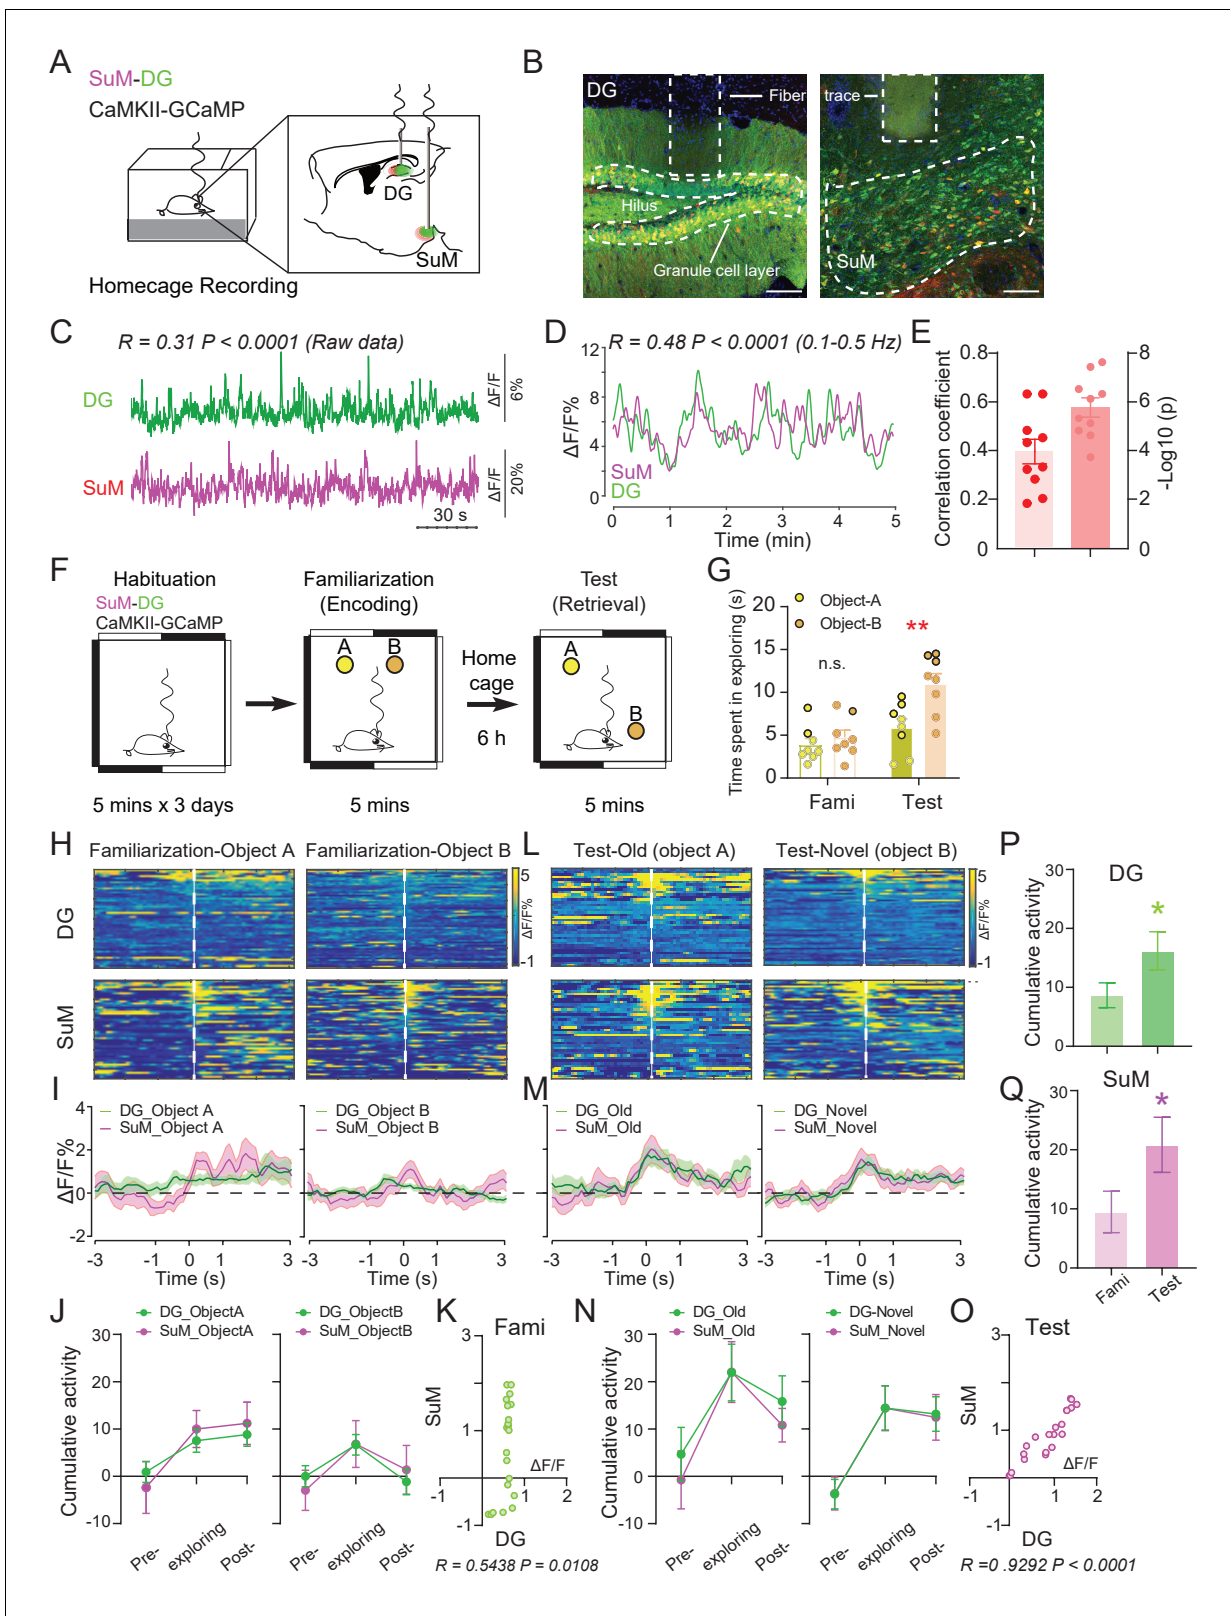 A
SuM-DG
CaMKII-GCaMP
DG
SuM
Homecage Recording
B
DG
Fiber trace
Hilus
Granule cell layer
SuM
C
R = 0.31 P < 0.0001 (Raw data)
DG
ΔF/F
6%
SuM
ΔF/F
20%
30 s
D
R = 0.48 P < 0.0001 (0.1-0.5 Hz)
ΔF/F%
12
8
4
0
SuM
DG
0 1 2 3 4 5
Time (min)
E
Correlation coefficient
0.8
0.6
0.4
0.2
0
8
6
4
2
0
-Log10 (p)
F
Habituation
SuM-DG
CaMKII-GCaMP
5 mins x 3 days
Familiarization
(Encoding)
A B
5 mins
Home
cage
6 h
Test
(Retrieval)
A
B
5 mins
G
Time spent in exploring (s)
20
15
10
5
0
Object-A
Object-B
n.s.
**
Fami Test
H
Familiarization-Object A Familiarization-Object B
DG
SuM
5
ΔF/F%
-1
L
Test-Old (object A) Test-Novel (object B)
5
ΔF/F%
-1
P
DG
Cumulative activity
30
20
10
0
*
I
ΔF/F%
4
2
0
-2
DG_Object A
SuM_Object A
-3 -1 0 1 3
Time (s)
DG_Object B
SuM_Object B
-3 -1 0 1 3
Time (s)
M
DG_Old
SuM_Old
-3 -1 0 1 3
Time (s)
DG_Novel
SuM_Novel
-3 -1 0 1 3
Time (s)
Q
SuM
Cumulative activity
30
20
10
0
*
Fami Test
J
Cumulative activity
30
20
10
0
-10
DG_ObjectA
SuM_ObjectA
Pre- exploring Post-
DG_ObjectB
SuM_ObjectB
Pre- exploring Post-
K
Fami
SuM
3
-1
ΔF/F
-1 1 2
DG
R = 0.5438 P = 0.0108
N
Cumulative activity
30
20
10
0
-10
DG_Old
SuM_Old
Pre- exploring Post-
DG-Novel
SuM_Novel
Pre- exploring Post-
O
Test
SuM
3
-1
ΔF/F
-1 1 2
DG
R =0 .9292 P < 0.0001